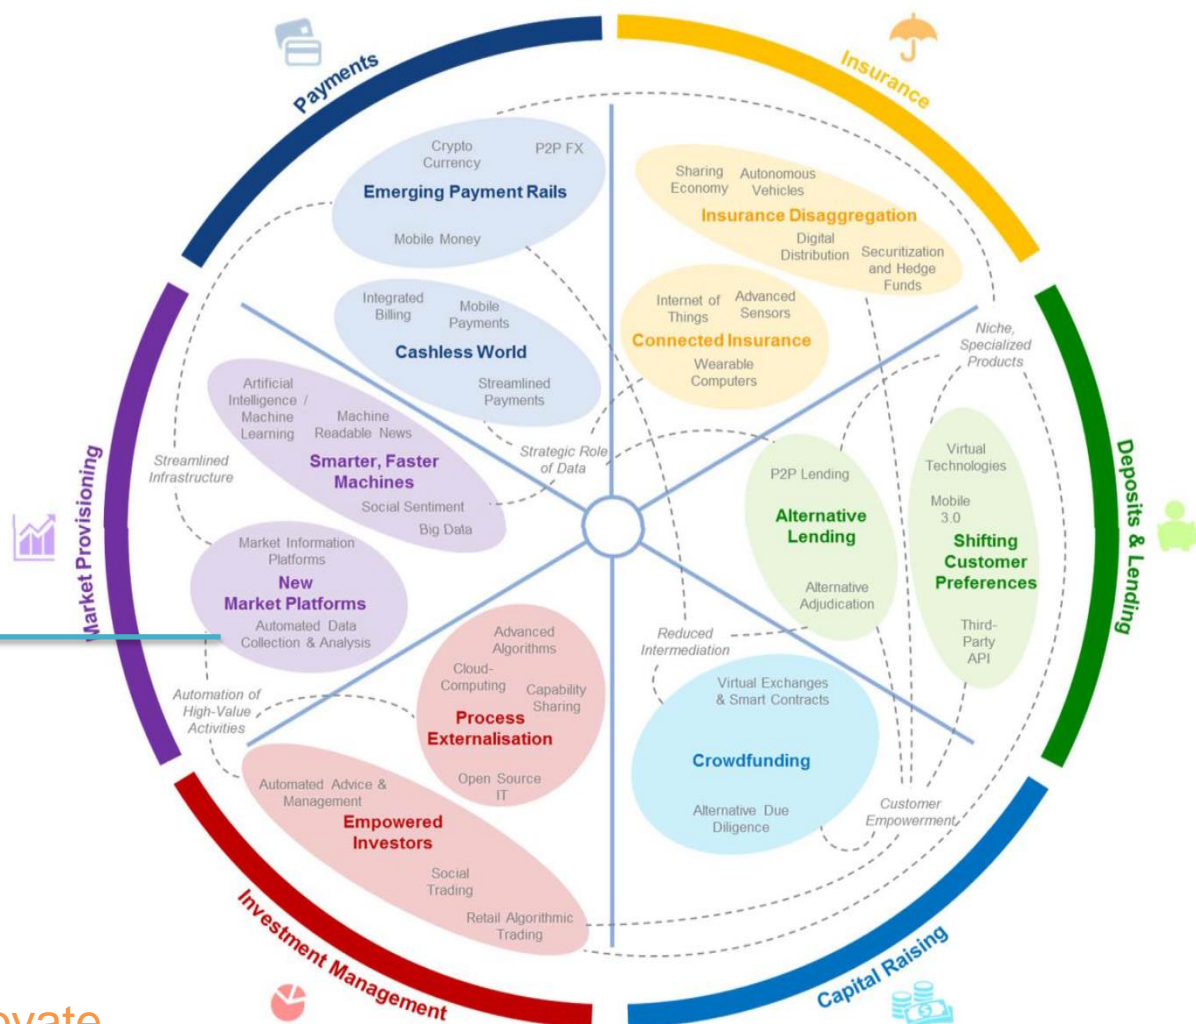 Payments
Crypto
Currency
P2P FX
Emerging Payment Rails
Mobile Money
Integrated
Billing
Mobile
Payments
Cashless World
Streamlined
Payments
Insurance
Sharing
Economy
Autonomous
Vehicles
Insurance Disaggregation
Digital
Distribution
Securitization
and Hedge
Funds
Internet of
Things
Advanced
Sensors
Connected Insurance
Wearable
Computers
Niche,
Specialized
Products
Market Provisioning
Artificial
Intelligence /
Machine
Learning
Machine
Readable News
Smarter, Faster
Machines
Social Sentiment
Big Data
Streamlined
Infrastructure
Strategic Role
of Data
Market Information
Platforms
New
Market Platforms
Automated Data
Collection & Analysis
Deposits & Lending
P2P Lending
Alternative
Lending
Alternative
Adjudication
Virtual
Technologies
Mobile
3.0
Shifting
Customer
Preferences
Third-
Party
API
Reduced
Intermediation
Automation of
High-Value
Activities
Advanced
Algorithms
Cloud-
Computing
Capability
Sharing
Process
Externalisation
Open Source
IT
Automated Advice &
Management
Empowered
Investors
Social
Trading
Retail Algorithmic
Trading
Investment Management
Virtual Exchanges
& Smart Contracts
Crowdfunding
Alternative Due
Diligence
Customer
Empowerment
Capital Raising